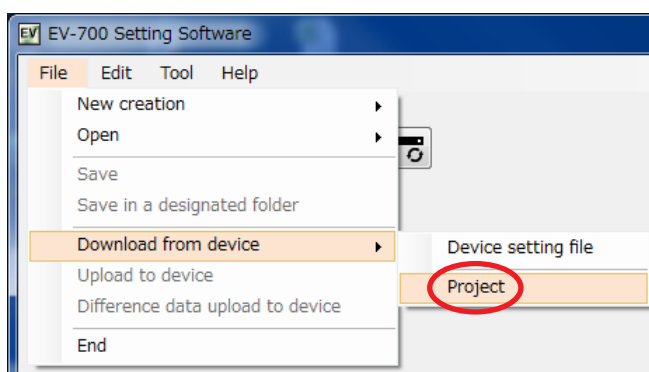 EV EV-700 Setting Software
File Edit Tool Help
New creation
Open
Save
Save in a designated folder
Download from device
Device setting file
Upload to device
Project
Difference data upload to device
End